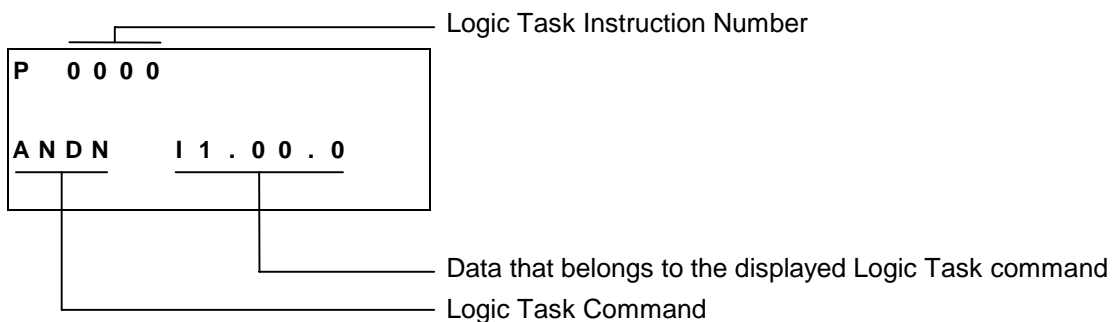 Logic Task Instruction Number
P 0000
ANDN I1.00.0
Data that belongs to the displayed Logic Task command
Logic Task Command